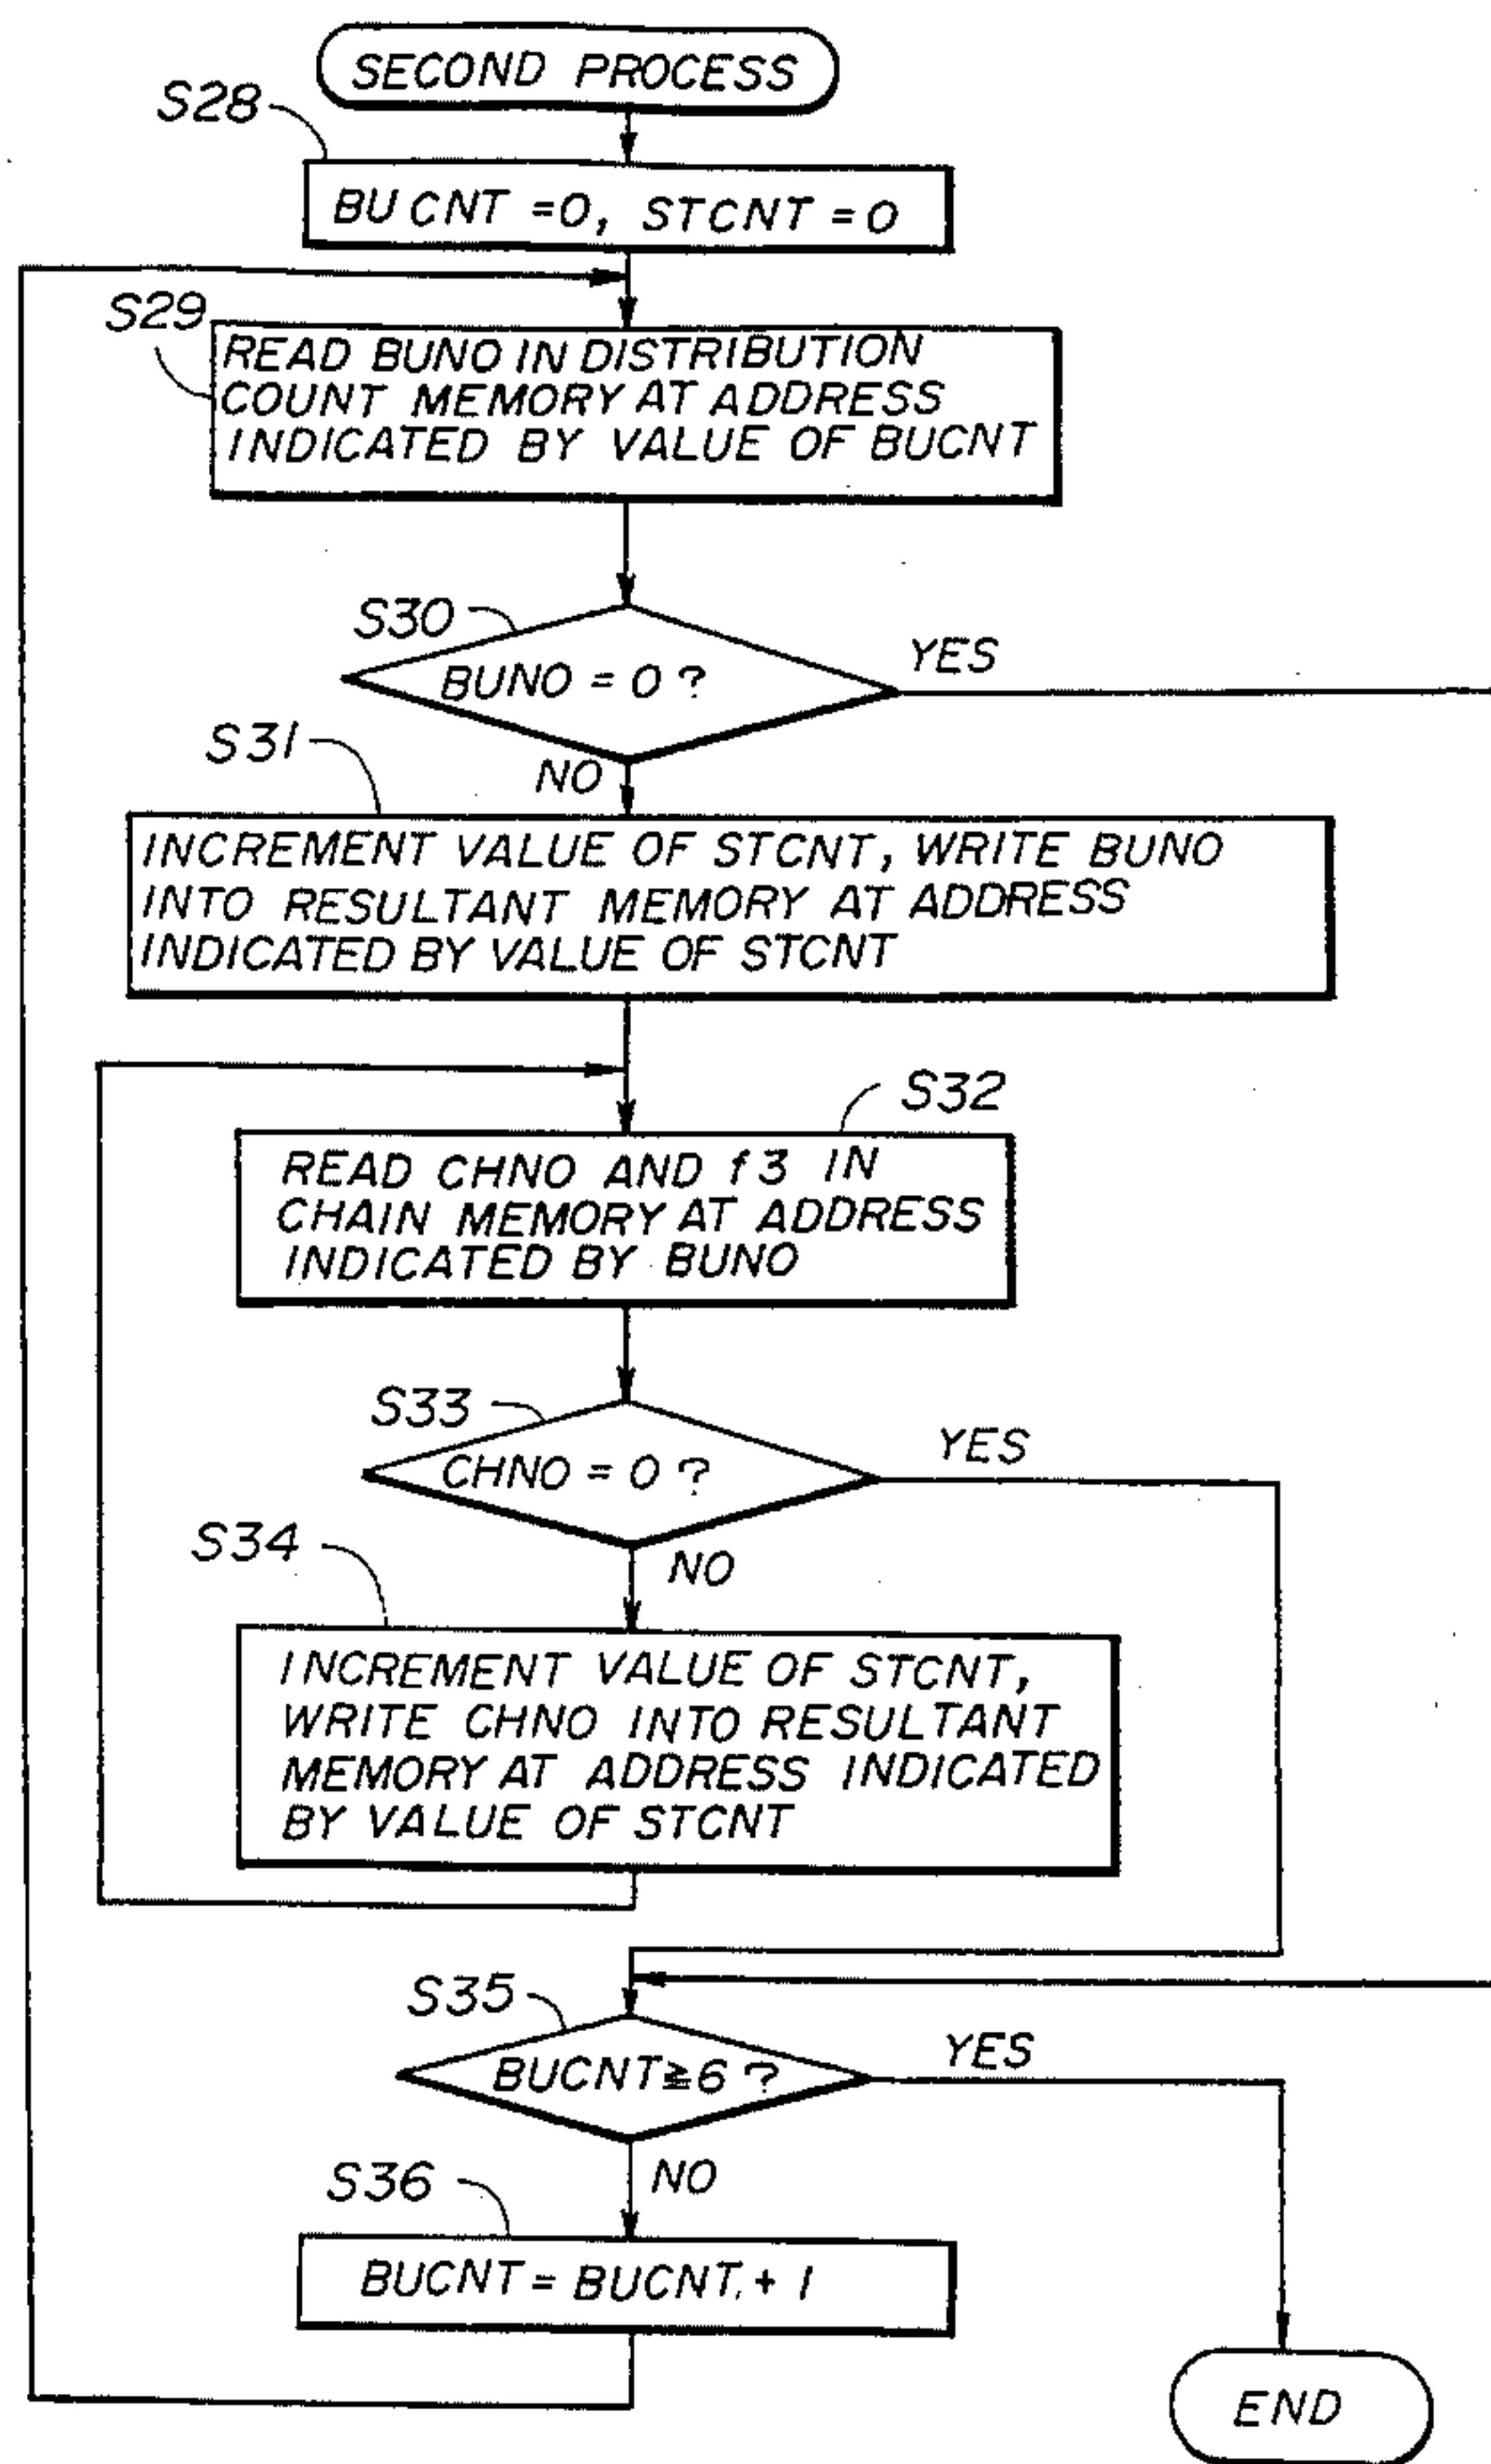 SECOND PROCESS
S28
BUCNT = 0, STCNT = 0
S29
READ BUNO IN DISTRIBUTION
COUNT MEMORY AT ADDRESS
INDICATED BY VALUE OF BUCNT
S30
BUNO = 0 ?
YES
NO
S31
INCREMENT VALUE OF STCNT, WRITE BUNO
INTO RESULTANT MEMORY AT ADDRESS
INDICATED BY VALUE OF STCNT
S32
READ CHNO AND f3 IN
CHAIN MEMORY AT ADDRESS
INDICATED BY BUNO
S33
CHNO = 0 ?
YES
NO
S34
INCREMENT VALUE OF STCNT,
WRITE CHNO INTO RESULTANT
MEMORY AT ADDRESS INDICATED
BY VALUE OF STCNT
S35
BUCNT ≧ 6 ?
YES
NO
S36
BUCNT = BUCNT + 1
END